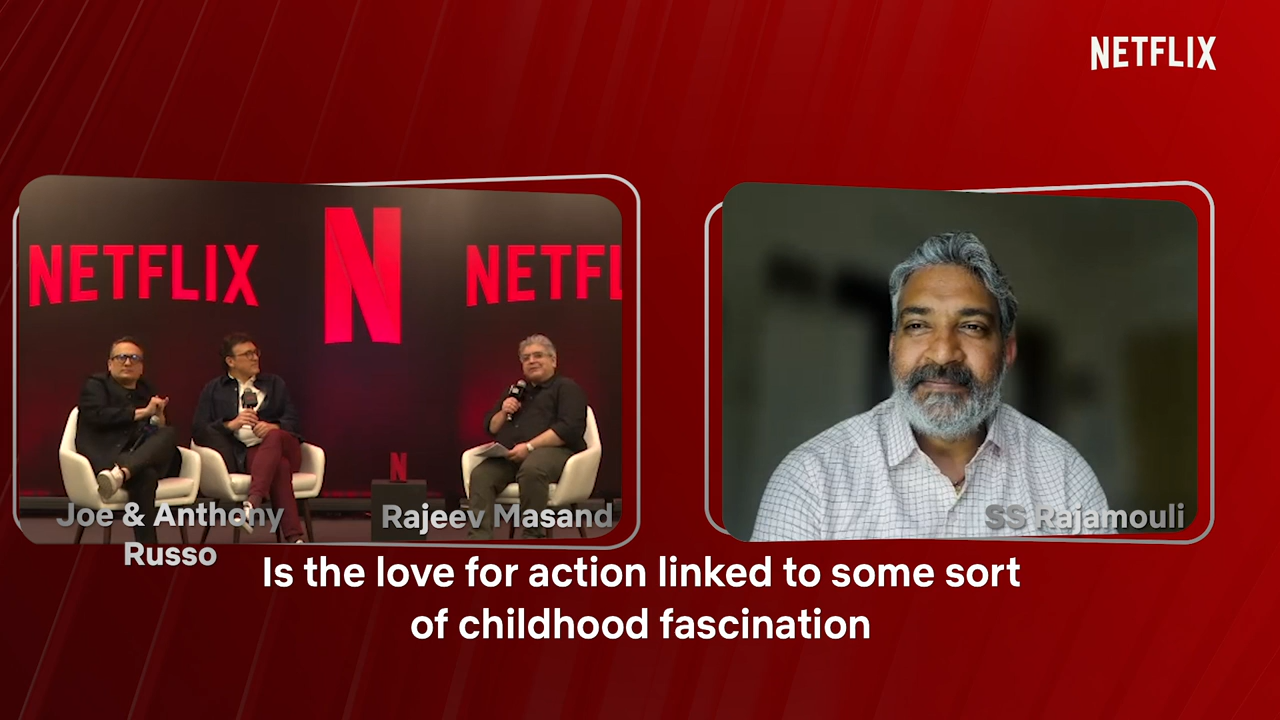 NETFLIX
NETFLIX
N
NETFL
N
Joe & Anthony
Russo
Rajeev Masand
SS Rajamouli
Is the love for action linked to some sort
of childhood fascination